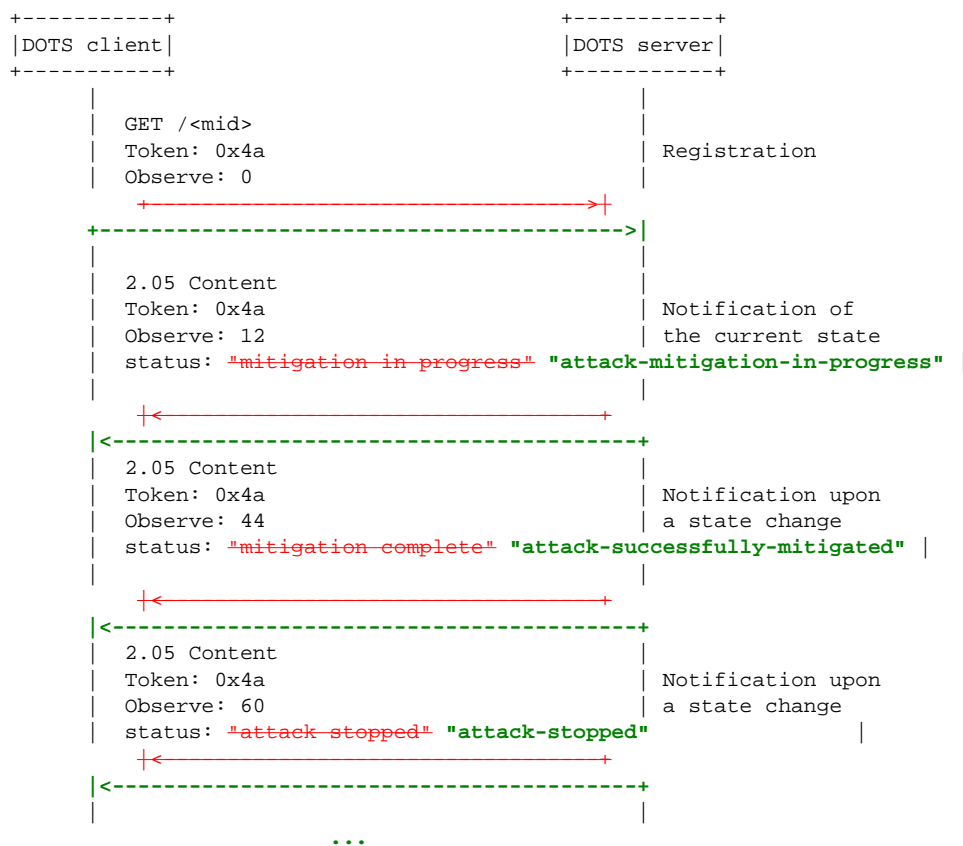 +-----------+                              +-----------+
|DOTS client|                              |DOTS server|
+-----------+                              +-----------+
      |                                          |
      |  GET /<mid>                              |
      |  Token: 0x4a                             | Registration
      |  Observe: 0                              |
          +---------------------------------->|
      +----------------------------------------->|
      |                                          |
      |  2.05 Content                            |
      |  Token: 0x4a                             | Notification of
      |  Observe: 12                             | the current state
      |  status: "mitigation in progress" "attack-mitigation-in-progress" |
      |                                          |
          |<-----------------------------------+
      |<-----------------------------------------+
      |  2.05 Content                            |
      |  Token: 0x4a                             | Notification upon
      |  Observe: 44                             | a state change
      |  status: "mitigation complete" "attack-successfully-mitigated" |
      |                                          |
          |<-----------------------------------+
      |<-----------------------------------------+
      |  2.05 Content                            |
      |  Token: 0x4a                             | Notification upon
      |  Observe: 60                             | a state change
      |  status: "attack stopped" "attack-stopped"                |
          |<-----------------------------------+
      |<-----------------------------------------+
      |                                          |
                         ...